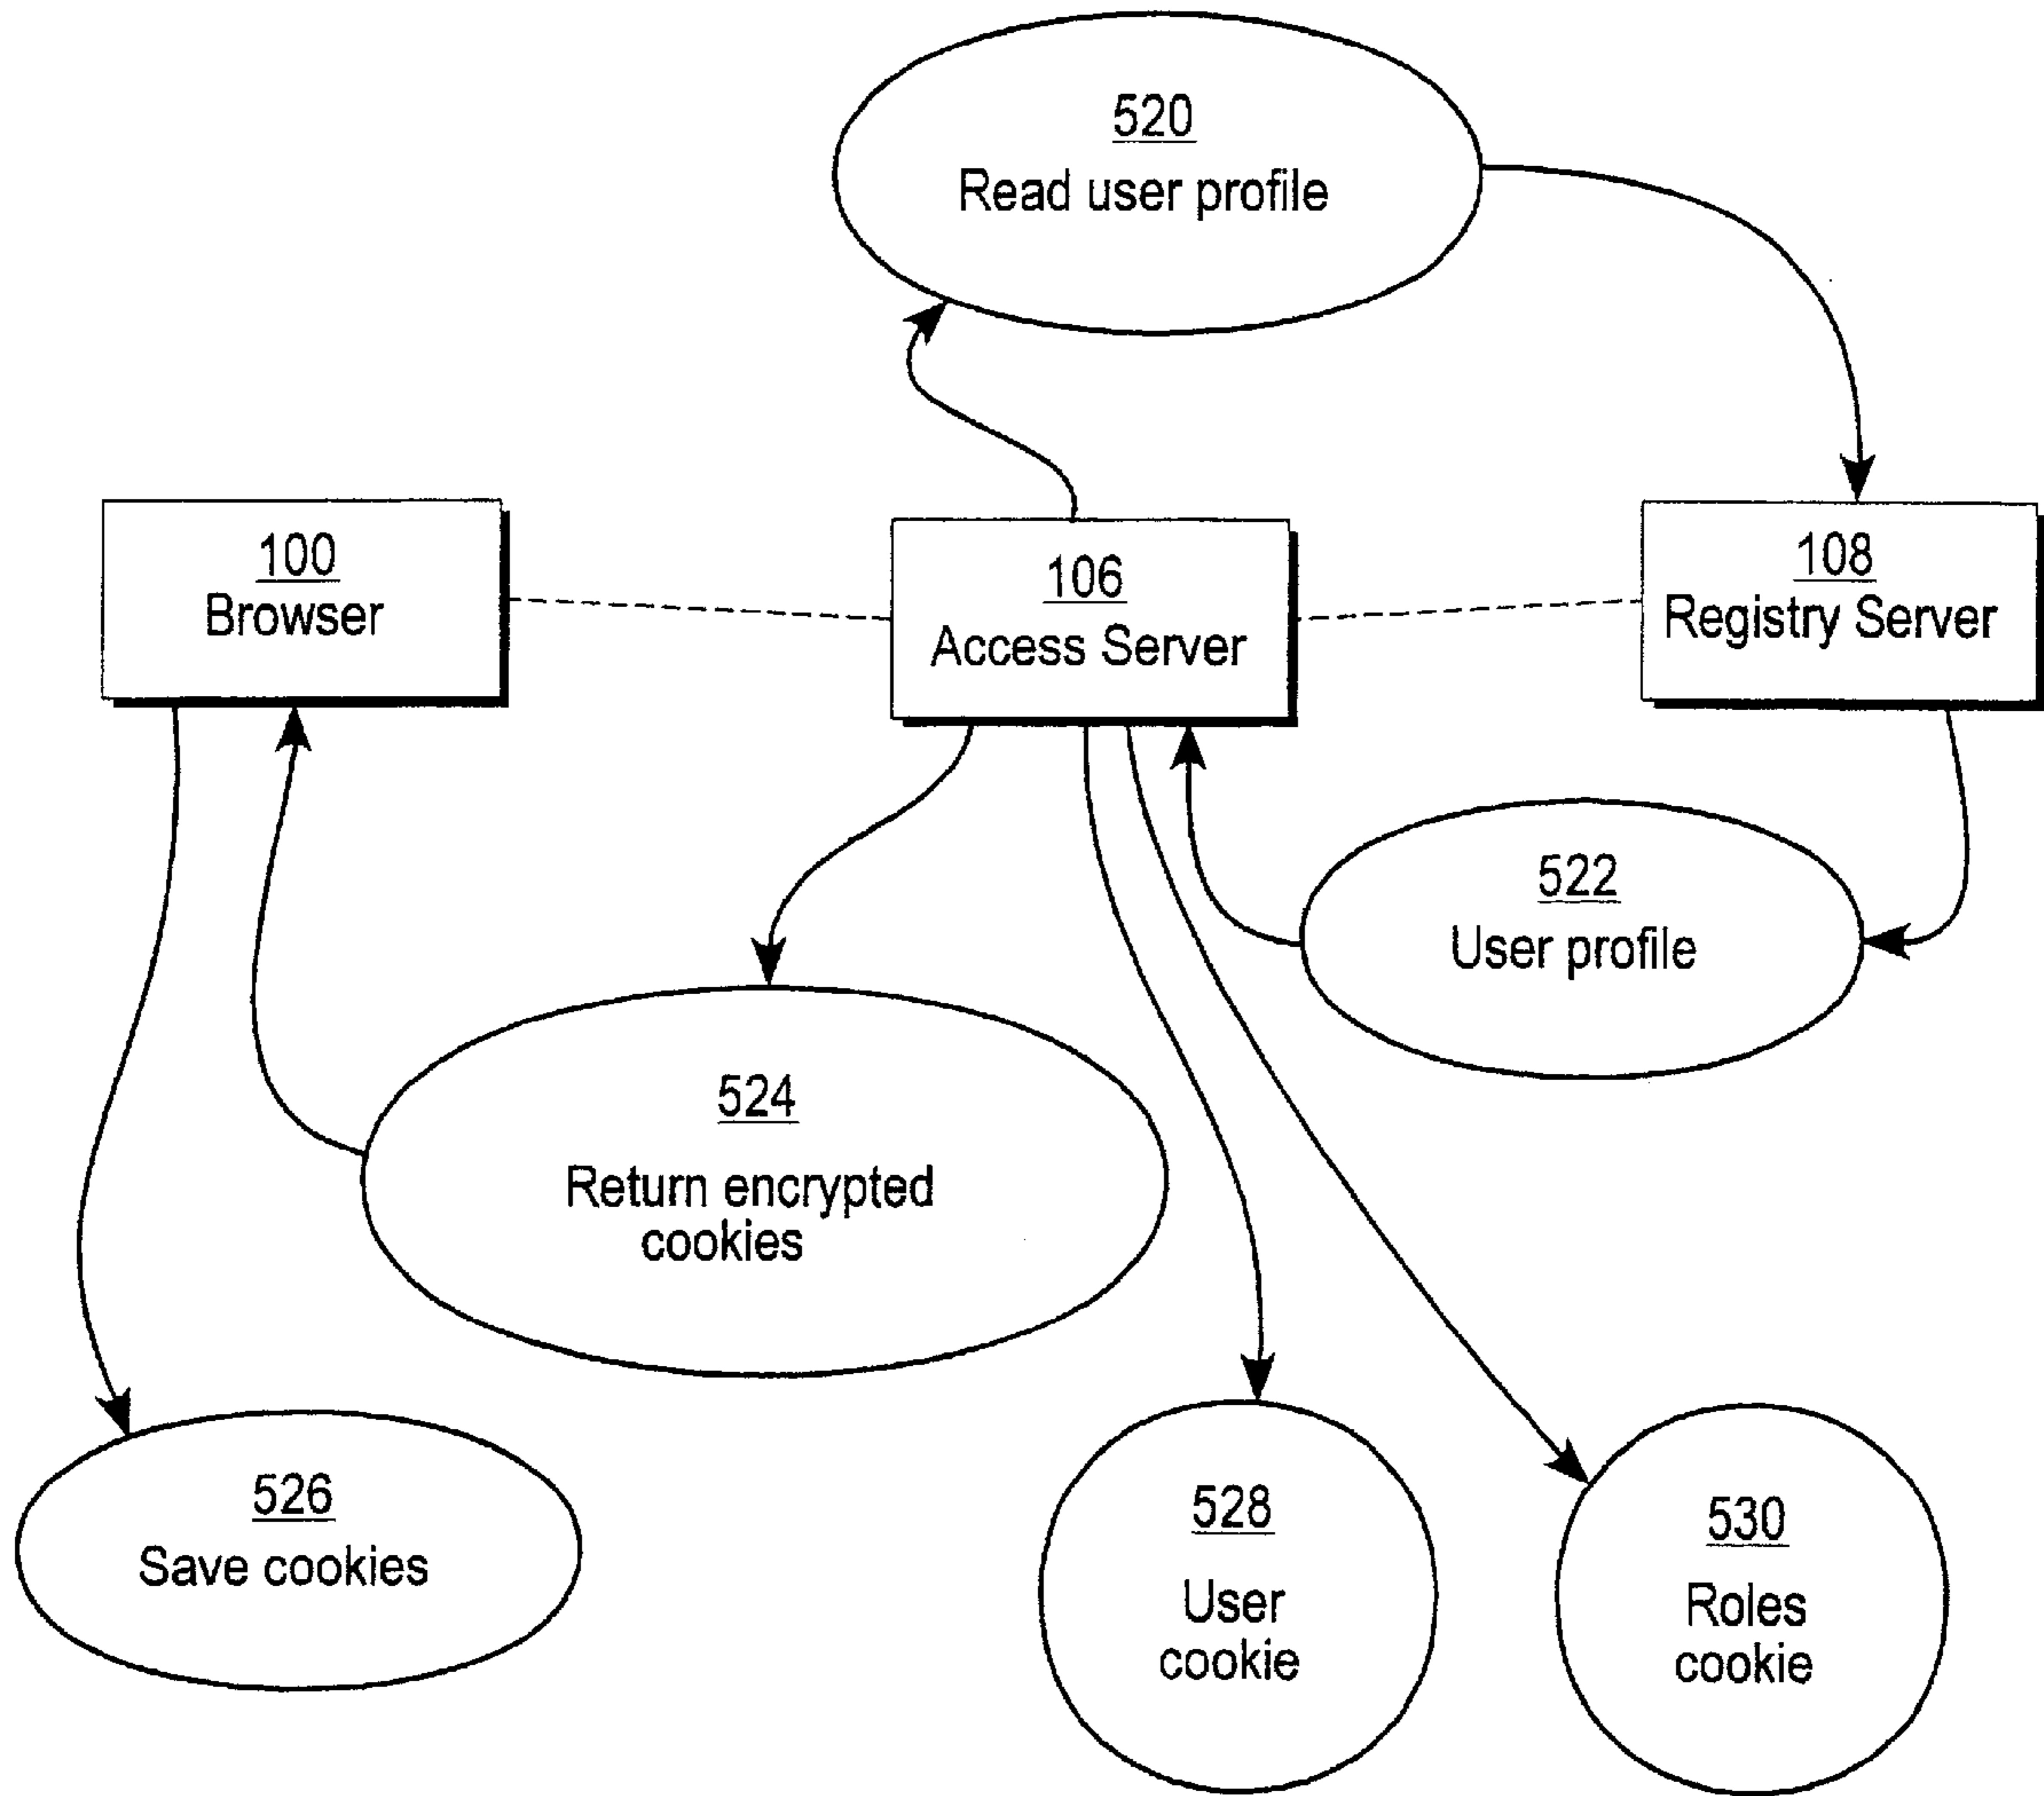 520
Read user profile
100
Browser
106
Access Server
108
Registry Server
522
User profile
524
Return encrypted
cookies
526
Save cookies
528
User
cookie
530
Roles
cookie